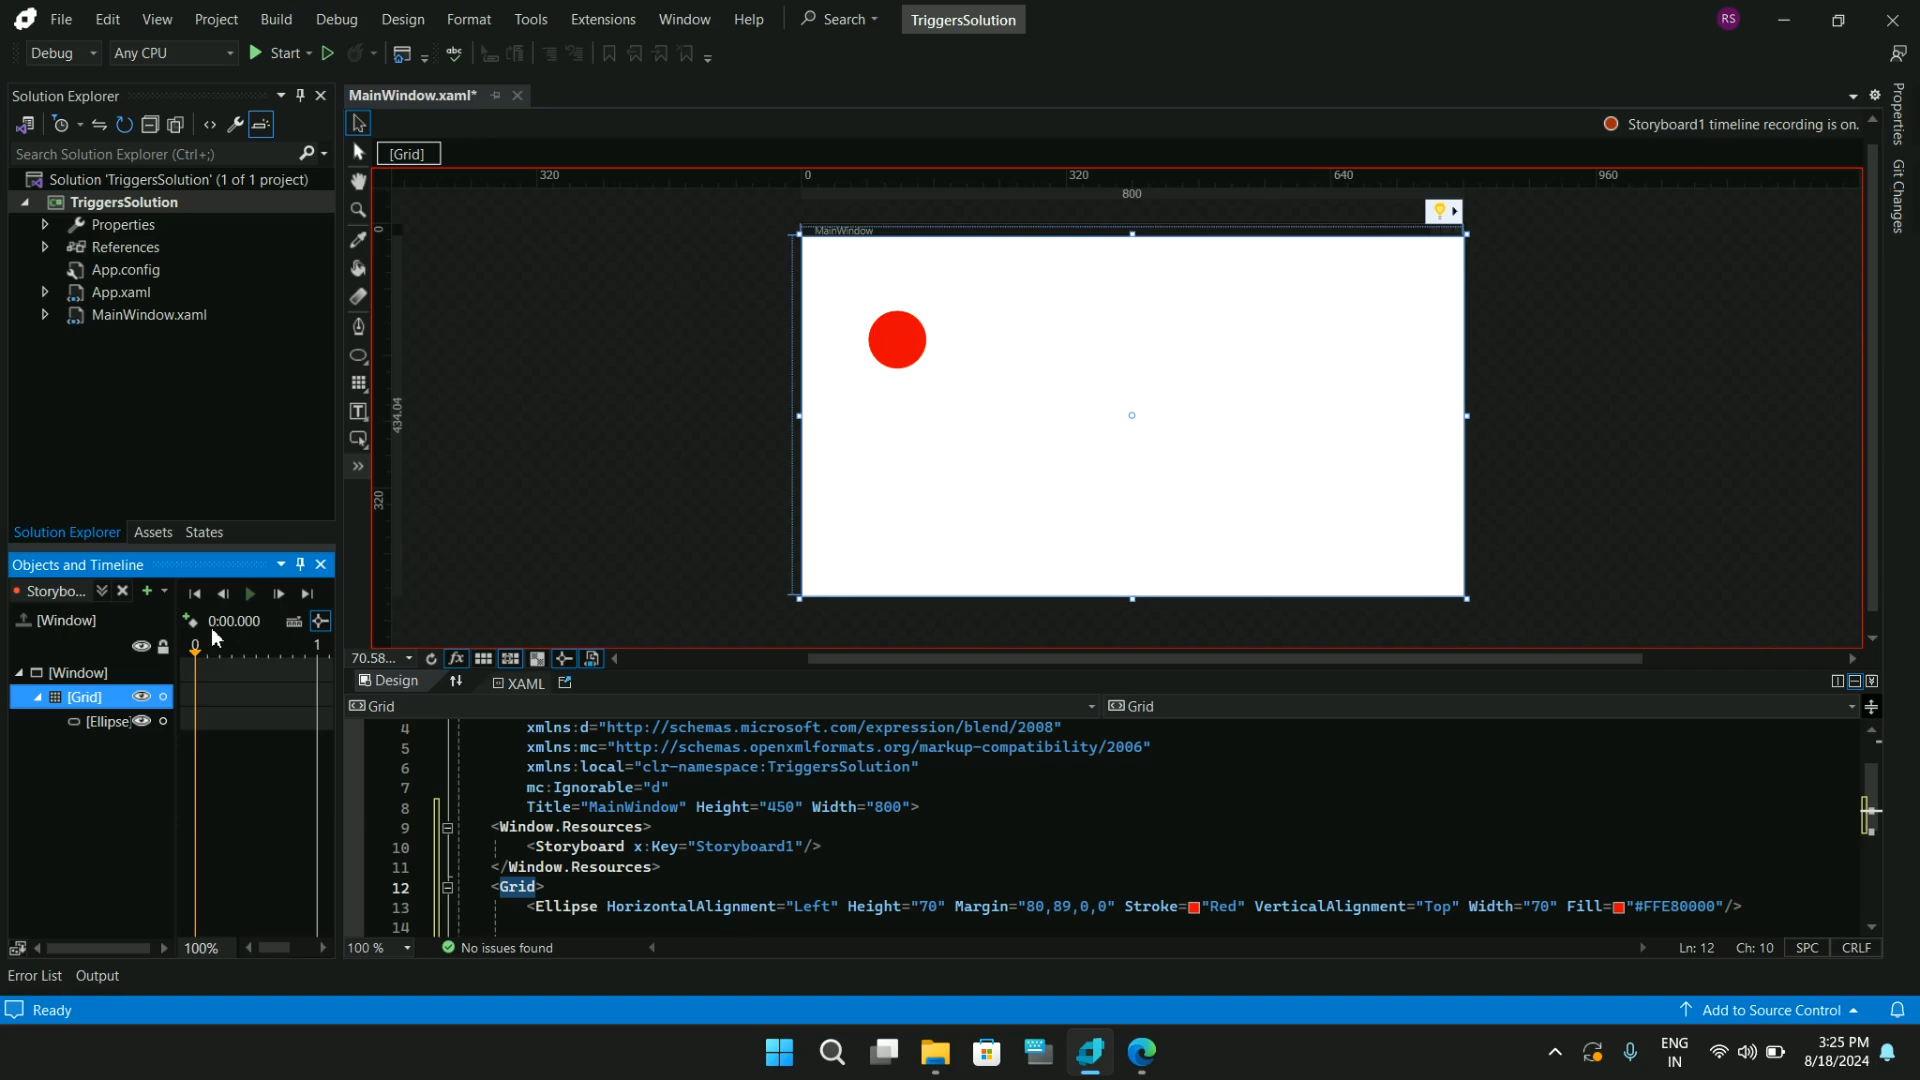 File Edit View Project Build Debug Design Format Tools Extensions Window Help Search TriggersSolution RS
Debug Any CPU Start
Solution Explorer
Search Solution Explorer (Ctrl+;)
Solution 'TriggersSolution' (1 of 1 project)
TriggersSolution
Properties
References
App.config
App.xaml
MainWindow.xaml
Solution Explorer Assets States
Objects and Timeline
Storybo...
[Window]
0:00.000
0 1
[Window]
[Grid]
[Ellipse]
100%
MainWindow.xaml*
Storyboard1 timeline recording is on.
[Grid]
320 0 320 640 960
800
MainWindow
0
434.04
320
70.58...
Design XAML
Grid Grid
4 xmlns:d="http://schemas.microsoft.com/expression/blend/2008"
5 xmlns:mc="http://schemas.openxmlformats.org/markup-compatibility/2006"
6 xmlns:local="clr-namespace:TriggersSolution"
7 mc:Ignorable="d"
8 Title="MainWindow" Height="450" Width="800">
9 <Window.Resources>
10 <Storyboard x:Key="Storyboard1"/>
11 </Window.Resources>
12 <Grid>
13 <Ellipse HorizontalAlignment="Left" Height="70" Margin="80,89,0,0" Stroke="Red" VerticalAlignment="Top" Width="70" Fill="#FFE80000"/>
14
100 % No issues found Ln: 12 Ch: 10 SPC CRLF
Properties
Git Changes
Error List Output
Ready Add to Source Control
ENG
IN
3:25 PM
8/18/2024